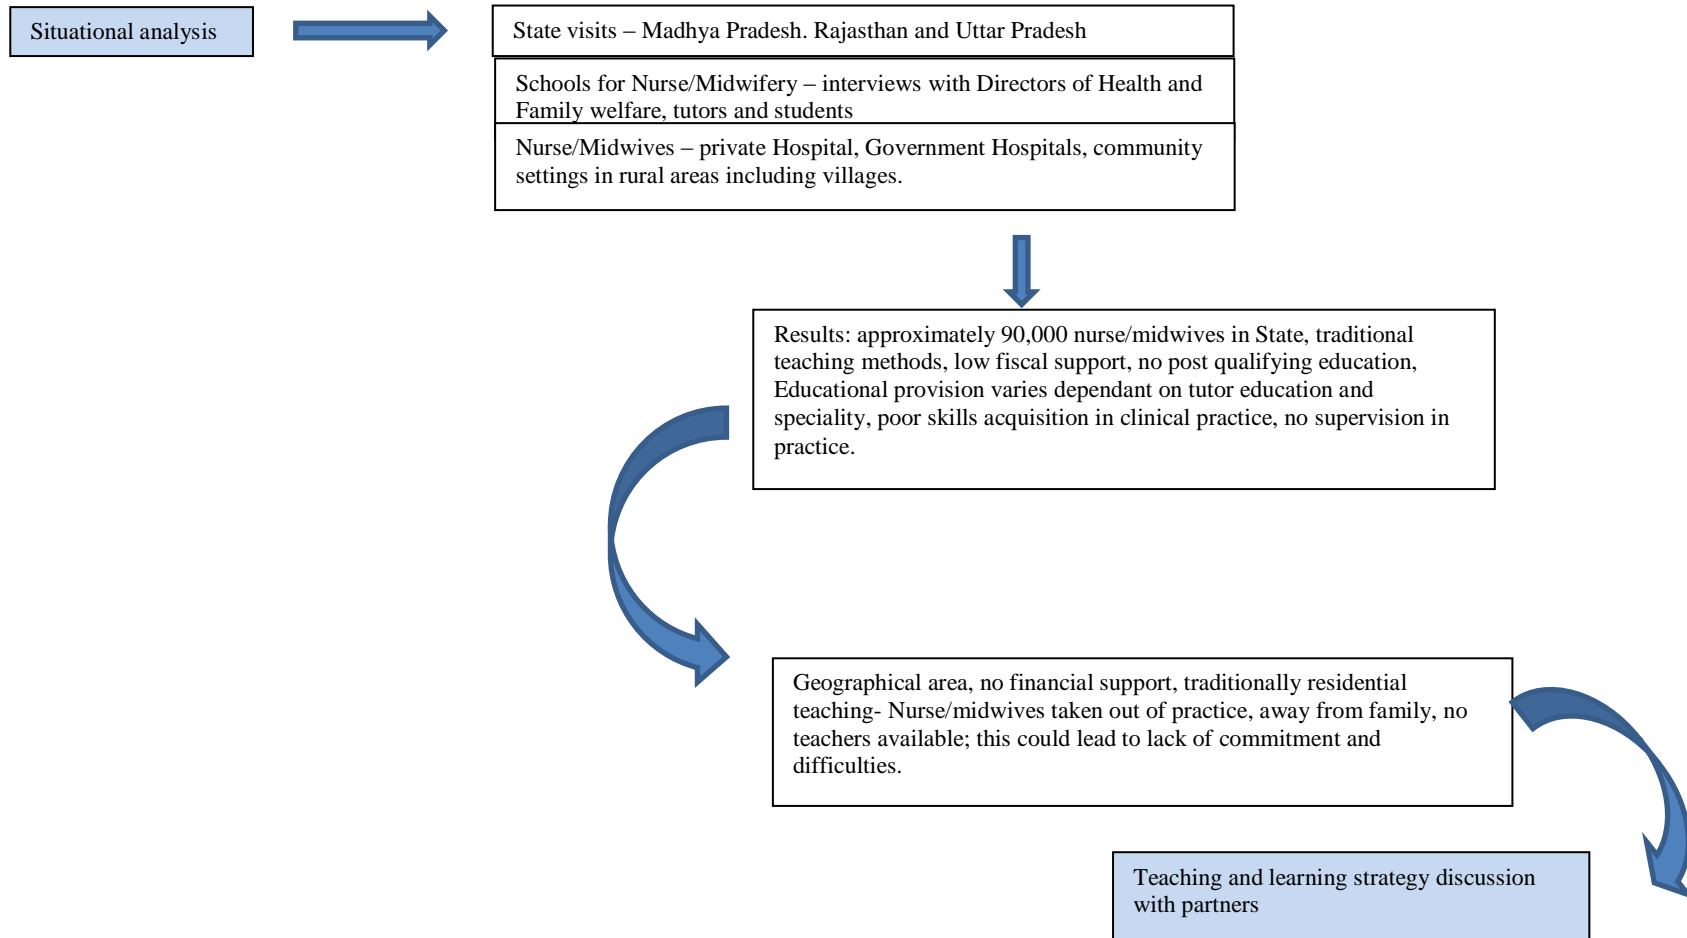 Situational analysis
State visits – Madhya Pradesh. Rajasthan and Uttar Pradesh
Schools for Nurse/Midwifery – interviews with Directors of Health and
Family welfare, tutors and students
Nurse/Midwives – private Hospital, Government Hospitals, community
settings in rural areas including villages.
Results: approximately 90,000 nurse/midwives in State, traditional
teaching methods, low fiscal support, no post qualifying education,
Educational provision varies dependant on tutor education and
speciality, poor skills acquisition in clinical practice, no supervision in
practice.
Geographical area, no financial support, traditionally residential
teaching- Nurse/midwives taken out of practice, away from family, no
teachers available; this could lead to lack of commitment and
difficulties.
Teaching and learning strategy discussion
with partners